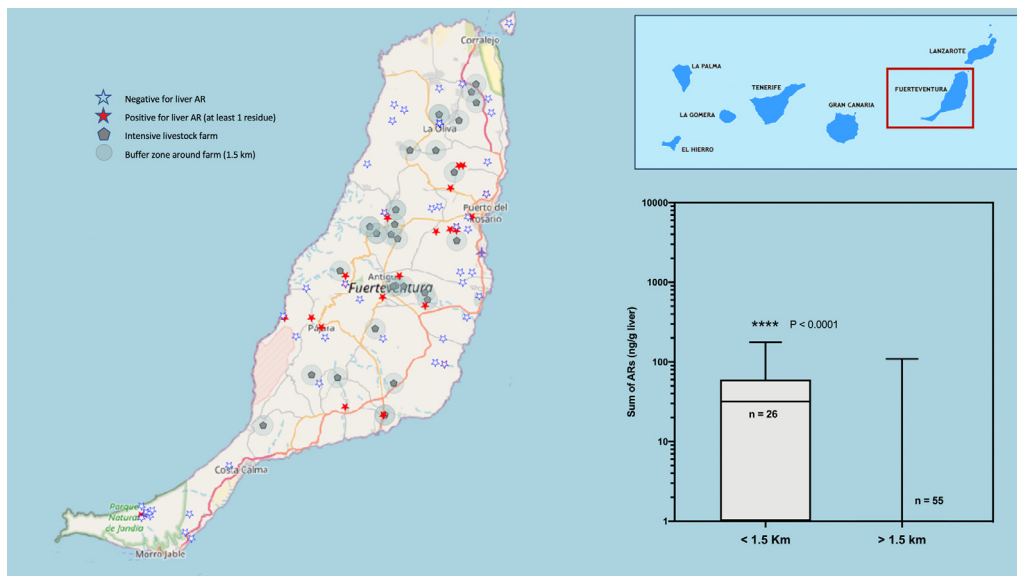 Corralejo
La Oliva
Puerto del
Rosario
Antigua
Fuerteventura
Pájara
Costa Calma
Parque
Natural
de Jandía
Morro Jable
Negative for liver AR
Positive for liver AR (at least 1 residue)
Intensive livestock farm
Buffer zone around farm (1.5 km)
LANZAROTE
LA PALMA
FUERTEVENTURA
TENERIFE
GRAN CANARIA
LA GOMERA
EL HIERRO
Sum of ARs (ng/g liver)
10000
1000
100
10
1
**** P < 0.0001
n = 26
n = 55
< 1.5 Km
> 1.5 km